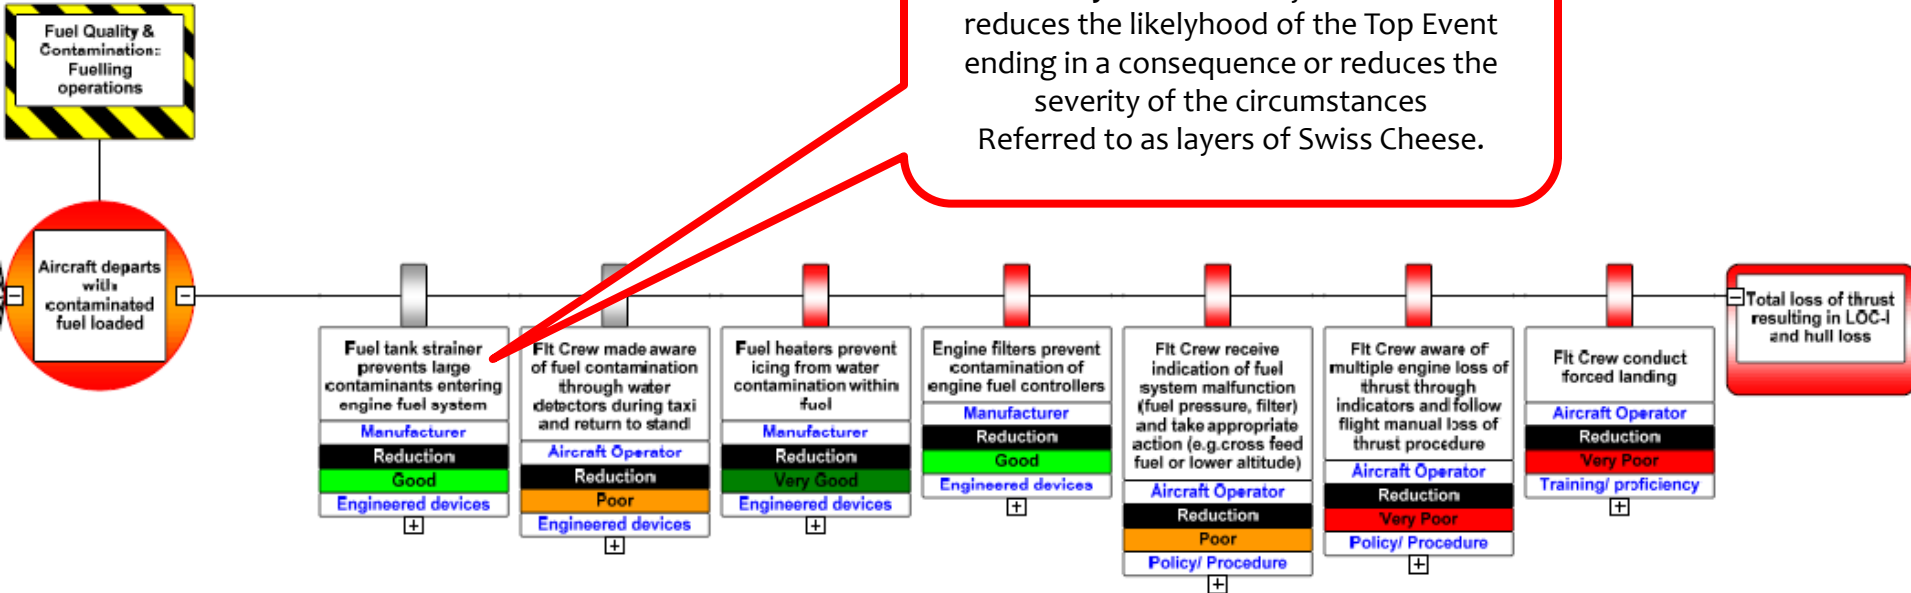 Fuel Quality &
Contamination:
Fuelling
operations
reduces the likelyhood of the Top Event
ending in a consequence or reduces the
severity of the circumstances
Referred to as layers of Swiss Cheese.
Aircraft departs
with
contaminated
fuel loaded
Fuel tank strainer
prevents large
contaminants entering
engine fuel system
Manufacturer
Reduction
Good
Engineered devices
Flt Crew made aware
of fuel contamination
through water
detectors during taxi
and return to stand
Aircraft Operator
Reduction
Poor
Engineered devices
Fuel heaters prevent
icing from water
contamination within
fuel
Manufacturer
Reduction
Very Good
Engineered devices
Engine filters prevent
contamination of
engine fuel controllers
Manufacturer
Reduction
Good
Engineered devices
Flt Crew receive
indication of fuel
system malfunction
(fuel pressure, filter)
and take appropriate
action (e.g.cross feed
fuel or lower altitude)
Aircraft Operator
Reduction
Poor
Policy/ Procedure
Flt Crew aware of
multiple engine loss of
thrust through
indicators and follow
flight manual loss of
thrust procedure
Aircraft Operator
Reduction
Very Poor
Policy/ Procedure
Flt Crew conduct
forced landing
Aircraft Operator
Reduction
Very Poor
Training/ proficiency
Total loss of thrust
resulting in LOC-I
and hull loss